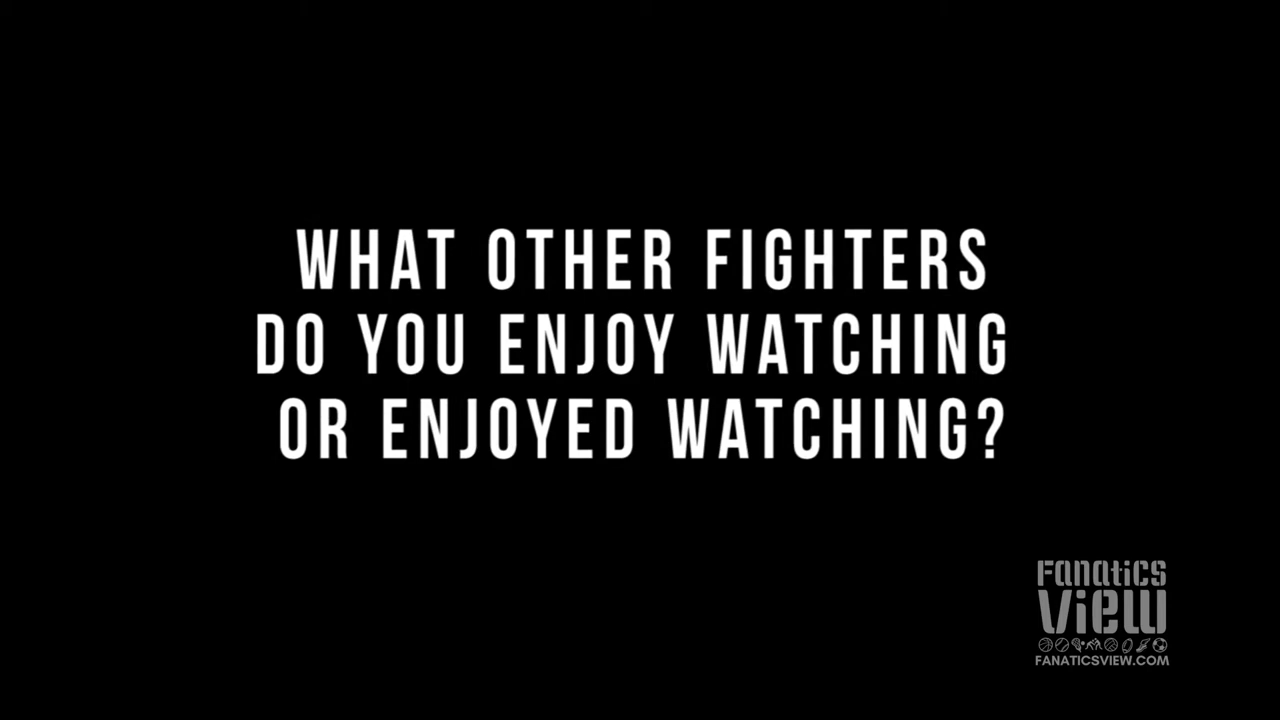 WHAT OTHER FIGHTERS
DO YOU ENJOY WATCHING
OR ENJOYED WATCHING?
FANATICS
VIEW
FANATICSVIEW.COM